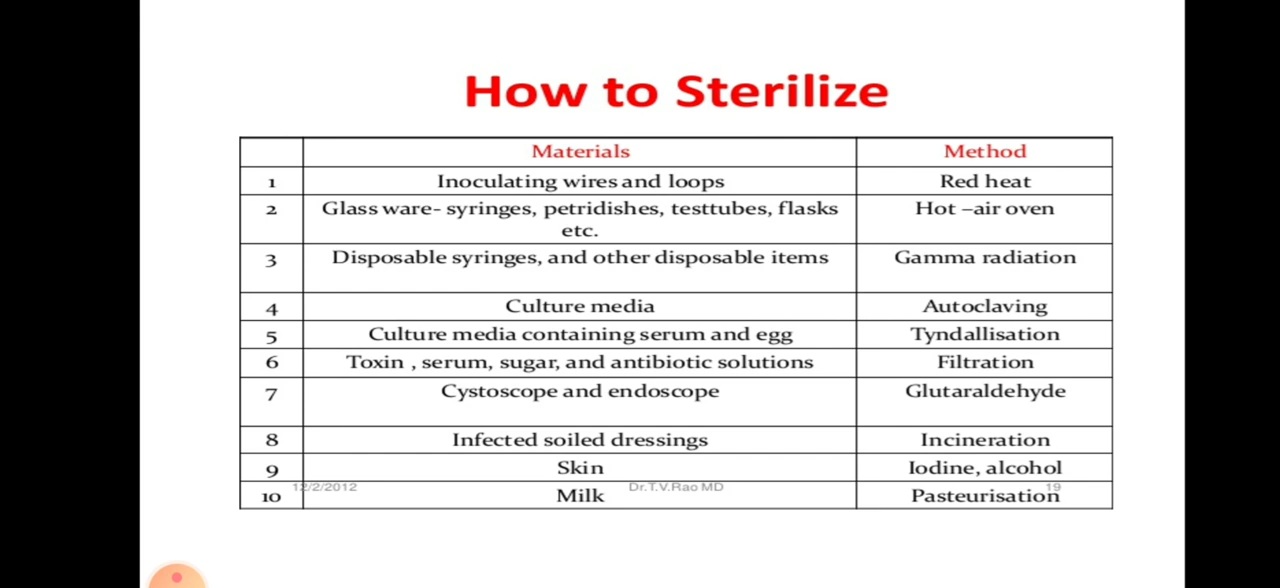 How to Sterilize
Materials Method
1 Inoculating wires and loops Red heat
2 Glass ware- syringes, petridishes, testtubes, flasks Hot –air oven
etc.
3 Disposable syringes, and other disposable items Gamma radiation
4 Culture media Autoclaving
5 Culture media containing serum and egg Tyndallisation
6 Toxin , serum, sugar, and antibiotic solutions Filtration
7 Cystoscope and endoscope Glutaraldehyde
8 Infected soiled dressings Incineration
9 Skin Iodine, alcohol
12/2/2012 Dr.T.V.Rao MD 19
10 Milk Pasteurisation